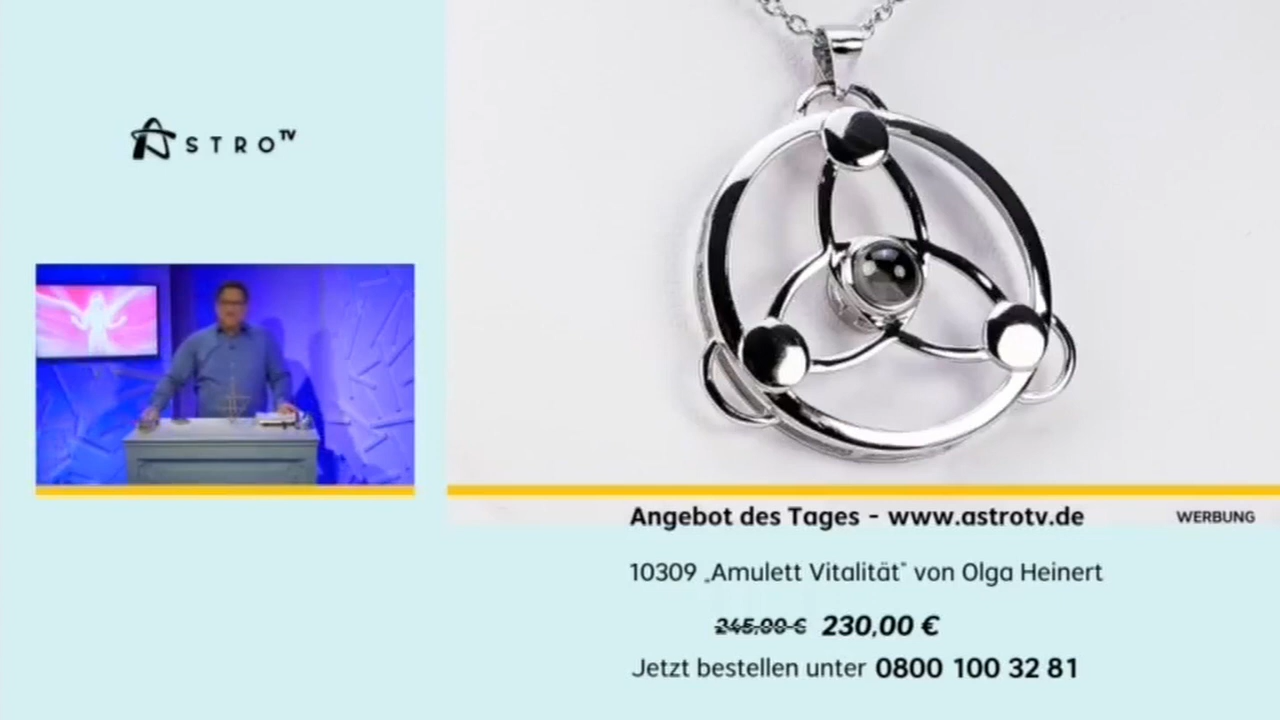 ASTRO TV
Angebot des Tages - www.astrotv.de
WERBUNG
10309 „Amulett Vitalität" von Olga Heinert
245,00 € 230,00 €
Jetzt bestellen unter 0800 100 32 81